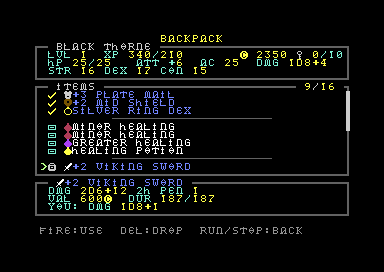 BACKPACK
BLACK THORNE
LVL 1 XP 340/210 2350 0/10
HP 25/25 ATT +6 AC 25 DMG 1D8+4
STR 16 DEX 17 CON 15
ITEMS 9/16
+3 PLATE MAIL
+2 MID SHIELD
SILVER RING DEX
MINOR HEALING
MINOR HEALING
GREATER HEALING
HEALING POTION
>+2 VIKING SWORD
+2 VIKING SWORD
DMG 2D6+12 2H PEN 1
VAL 600 DUR 187/187
YOU: DMG 1D8+1
FIRE:USE DEL:DROP RUN/STOP:BACK